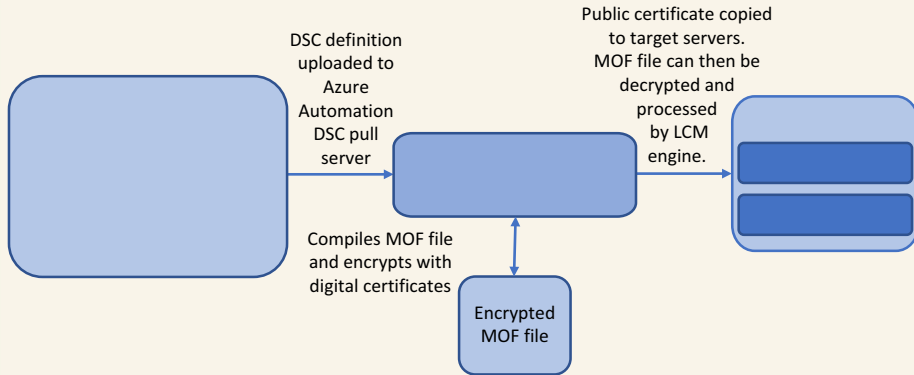 DSC definition
uploaded to
Azure
Automation
DSC pull
server
Public certificate copied
to target servers.
MOF file can then be
decrypted and
processed
by LCM
engine.
Compiles MOF file
and encrypts with
digital certificates
Encrypted
MOF file